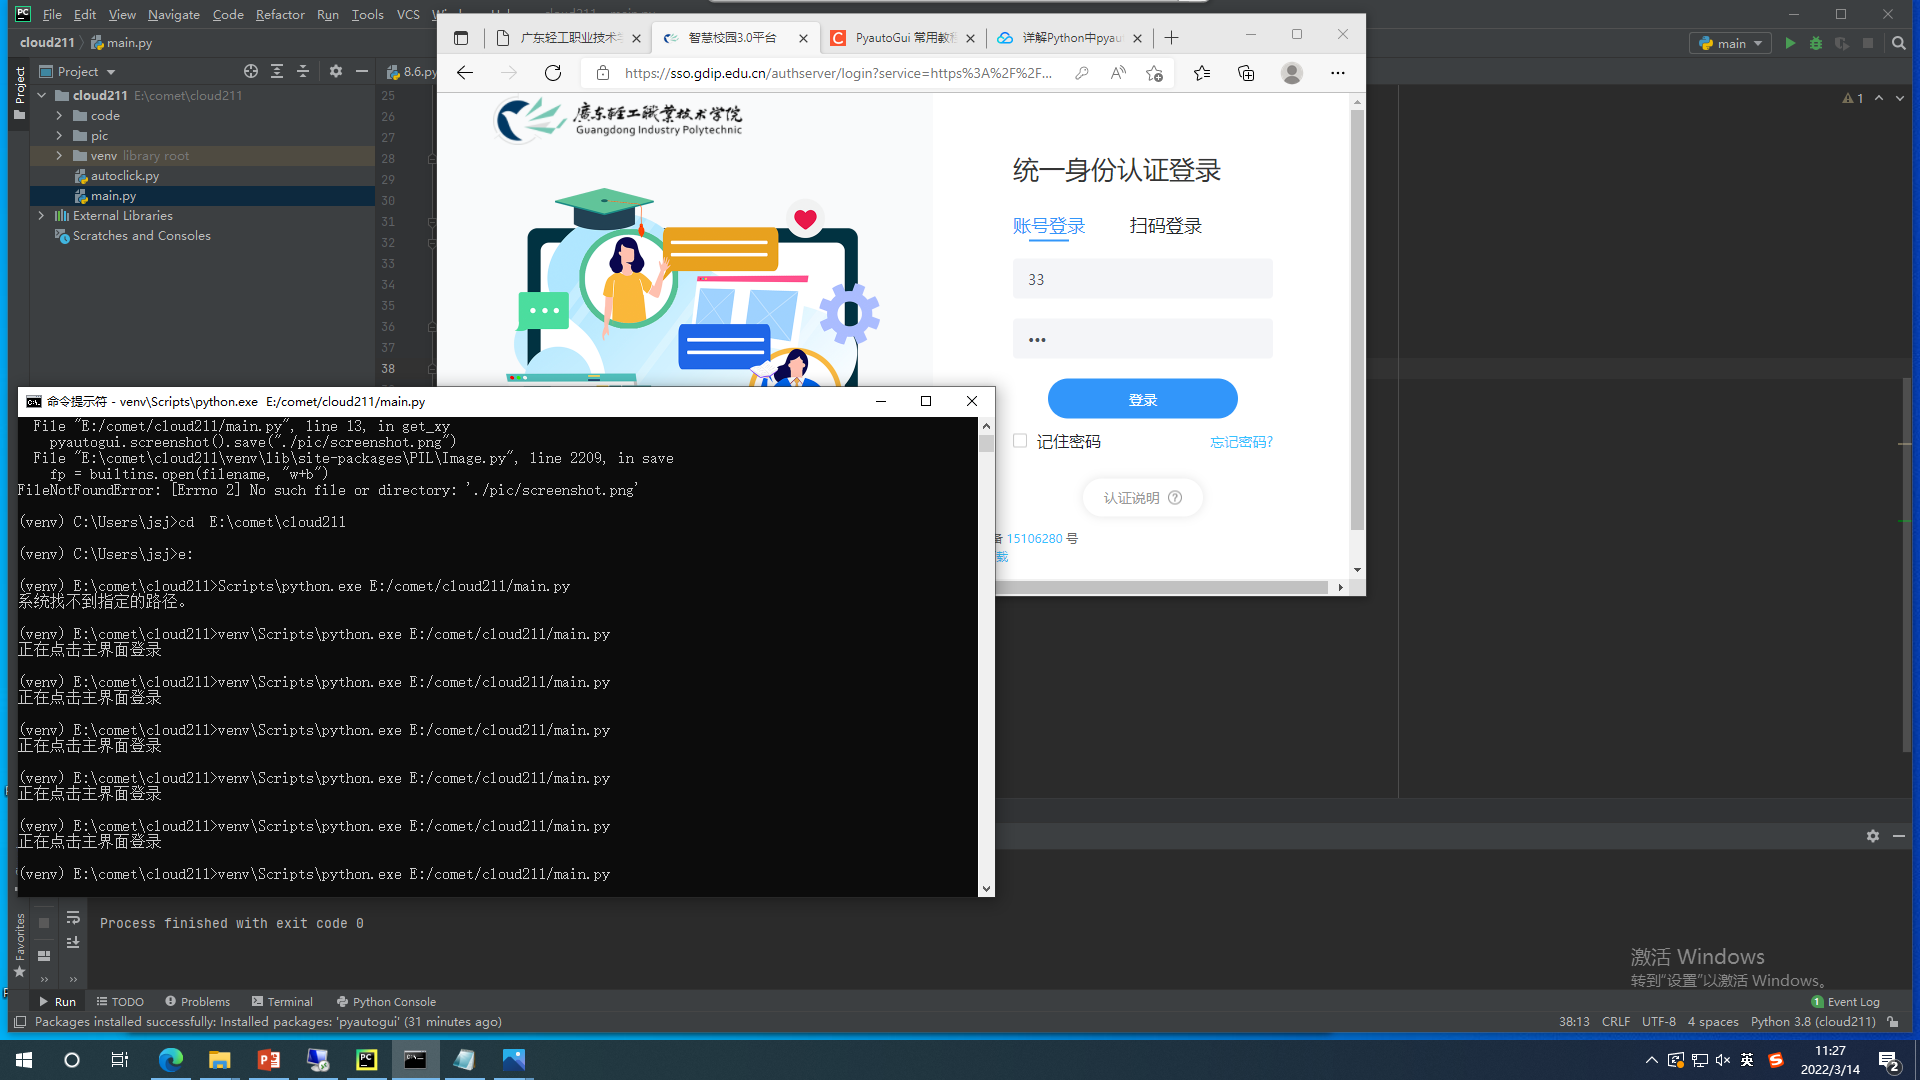 File Edit View Navigate Code Refactor Run Tools VCS
cloud211 main.py
main
Project
8.6.py
cloud211 E:\comet\cloud211
code
pic
venv library root
autoclick.py
main.py
External Libraries
Scratches and Consoles
Project
25
26
27
28
29
30
31
32
33
34
35
36
37
38
1
广东轻工职业技术学
智慧校园3.0平台
PyautoGui 常用教程
详解Python中pyau
https://sso.gdip.edu.cn/authserver/login?service=https%3A%2F%2F...
廣东轻工職業技术学院
Guangdong Industry Polytechnic
统一身份认证登录
账号登录 扫码登录
33
•••
登录
记住密码 忘记密码?
认证说明
备 15106280 号
载
命令提示符 - venv\Scripts\python.exe E:/comet/cloud211/main.py
File "E:/comet/cloud211/main.py", line 13, in get_xy
pyautogui.screenshot().save("./pic/screenshot.png")
File "E:\comet\cloud211\venv\lib\site-packages\PIL\Image.py", line 2209, in save
fp = builtins.open(filename, "w+b")
FileNotFoundError: [Errno 2] No such file or directory: './pic/screenshot.png'
(venv) C:\Users\jsj>cd  E:\comet\cloud211
(venv) C:\Users\jsj>e:
(venv) E:\comet\cloud211>Scripts\python.exe E:/comet/cloud211/main.py
系统找不到指定的路径。
(venv) E:\comet\cloud211>venv\Scripts\python.exe E:/comet/cloud211/main.py
正在点击主界面登录
(venv) E:\comet\cloud211>venv\Scripts\python.exe E:/comet/cloud211/main.py
正在点击主界面登录
(venv) E:\comet\cloud211>venv\Scripts\python.exe E:/comet/cloud211/main.py
正在点击主界面登录
(venv) E:\comet\cloud211>venv\Scripts\python.exe E:/comet/cloud211/main.py
正在点击主界面登录
(venv) E:\comet\cloud211>venv\Scripts\python.exe E:/comet/cloud211/main.py
正在点击主界面登录
(venv) E:\comet\cloud211>venv\Scripts\python.exe E:/comet/cloud211/main.py
Process finished with exit code 0
Favorites
激活 Windows
转到"设置"以激活 Windows。
Run TODO Problems Terminal Python Console
1 Event Log
Packages installed successfully: Installed packages: 'pyautogui' (31 minutes ago)
38:13 CRLF UTF-8 4 spaces Python 3.8 (cloud211)
英
11:27
2022/3/14
2